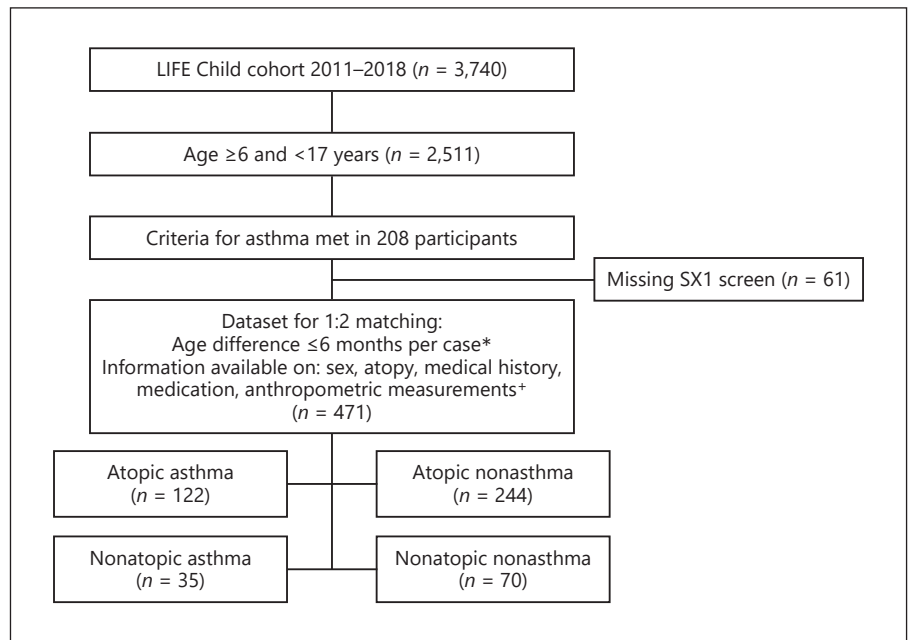 LIFE Child cohort 2011–2018 (n = 3,740)
Age ≥6 and <17 years (n = 2,511)
Criteria for asthma met in 208 participants
Missing SX1 screen (n = 61)
Dataset for 1:2 matching:
Age difference ≤6 months per case*
Information available on: sex, atopy, medical history,
medication, anthropometric measurements⁺
(n = 471)
Atopic asthma
(n = 122)
Atopic nonasthma
(n = 244)
Nonatopic asthma
(n = 35)
Nonatopic nonasthma
(n = 70)